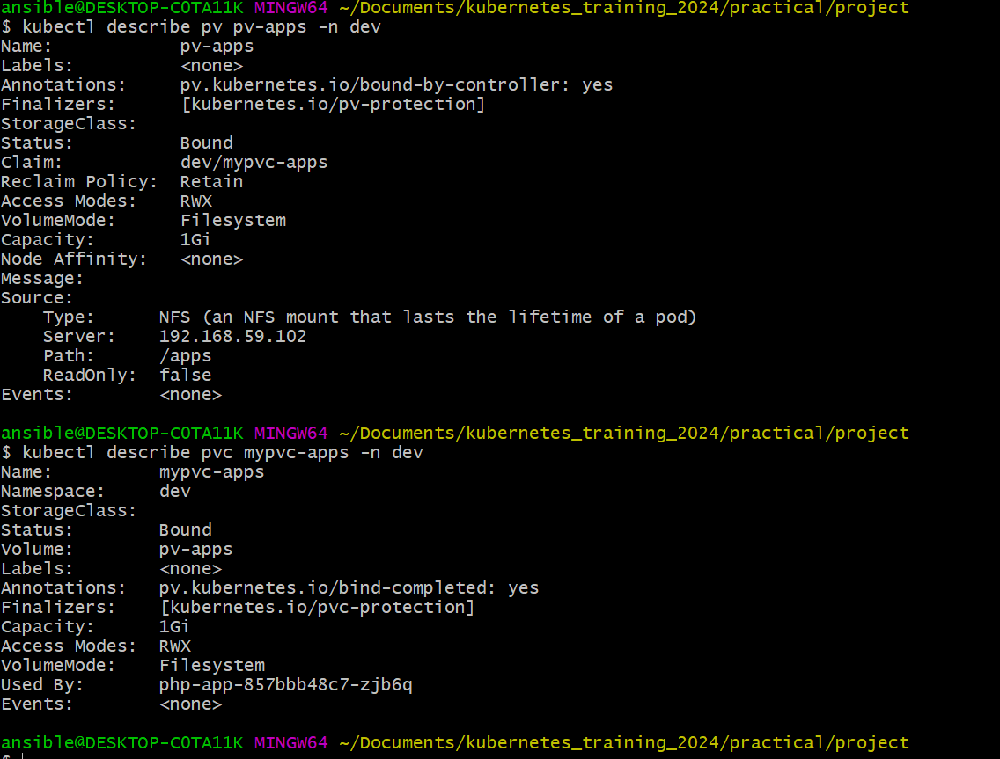 ansible@DESKTOP-COTA11K MINGW64 ~/Documents/kubernetes_training_2024/practical/project
$ kubectl describe pv pv-apps -n dev
Name:            pv-apps
Labels:          <none>
Annotations:     pv.kubernetes.io/bound-by-controller: yes
Finalizers:      [kubernetes.io/pv-protection]
StorageClass:
Status:          Bound
Claim:           dev/mypvc-apps
Reclaim Policy:  Retain
Access Modes:    RWX
VolumeMode:      Filesystem
Capacity:        1Gi
Node Affinity:   <none>
Message:
Source:
    Type:      NFS (an NFS mount that lasts the lifetime of a pod)
    Server:    192.168.59.102
    Path:      /apps
    ReadOnly:  false
Events:        <none>
ansible@DESKTOP-COTA11K MINGW64 ~/Documents/kubernetes_training_2024/practical/project
$ kubectl describe pvc mypvc-apps -n dev
Name:          mypvc-apps
Namespace:     dev
StorageClass:
Status:        Bound
Volume:        pv-apps
Labels:        <none>
Annotations:   pv.kubernetes.io/bind-completed: yes
Finalizers:    [kubernetes.io/pvc-protection]
Capacity:      1Gi
Access Modes:  RWX
VolumeMode:    Filesystem
Used By:       php-app-857bbb48c7-zjb6q
Events:        <none>
ansible@DESKTOP-COTA11K MINGW64 ~/Documents/kubernetes_training_2024/practical/project
$